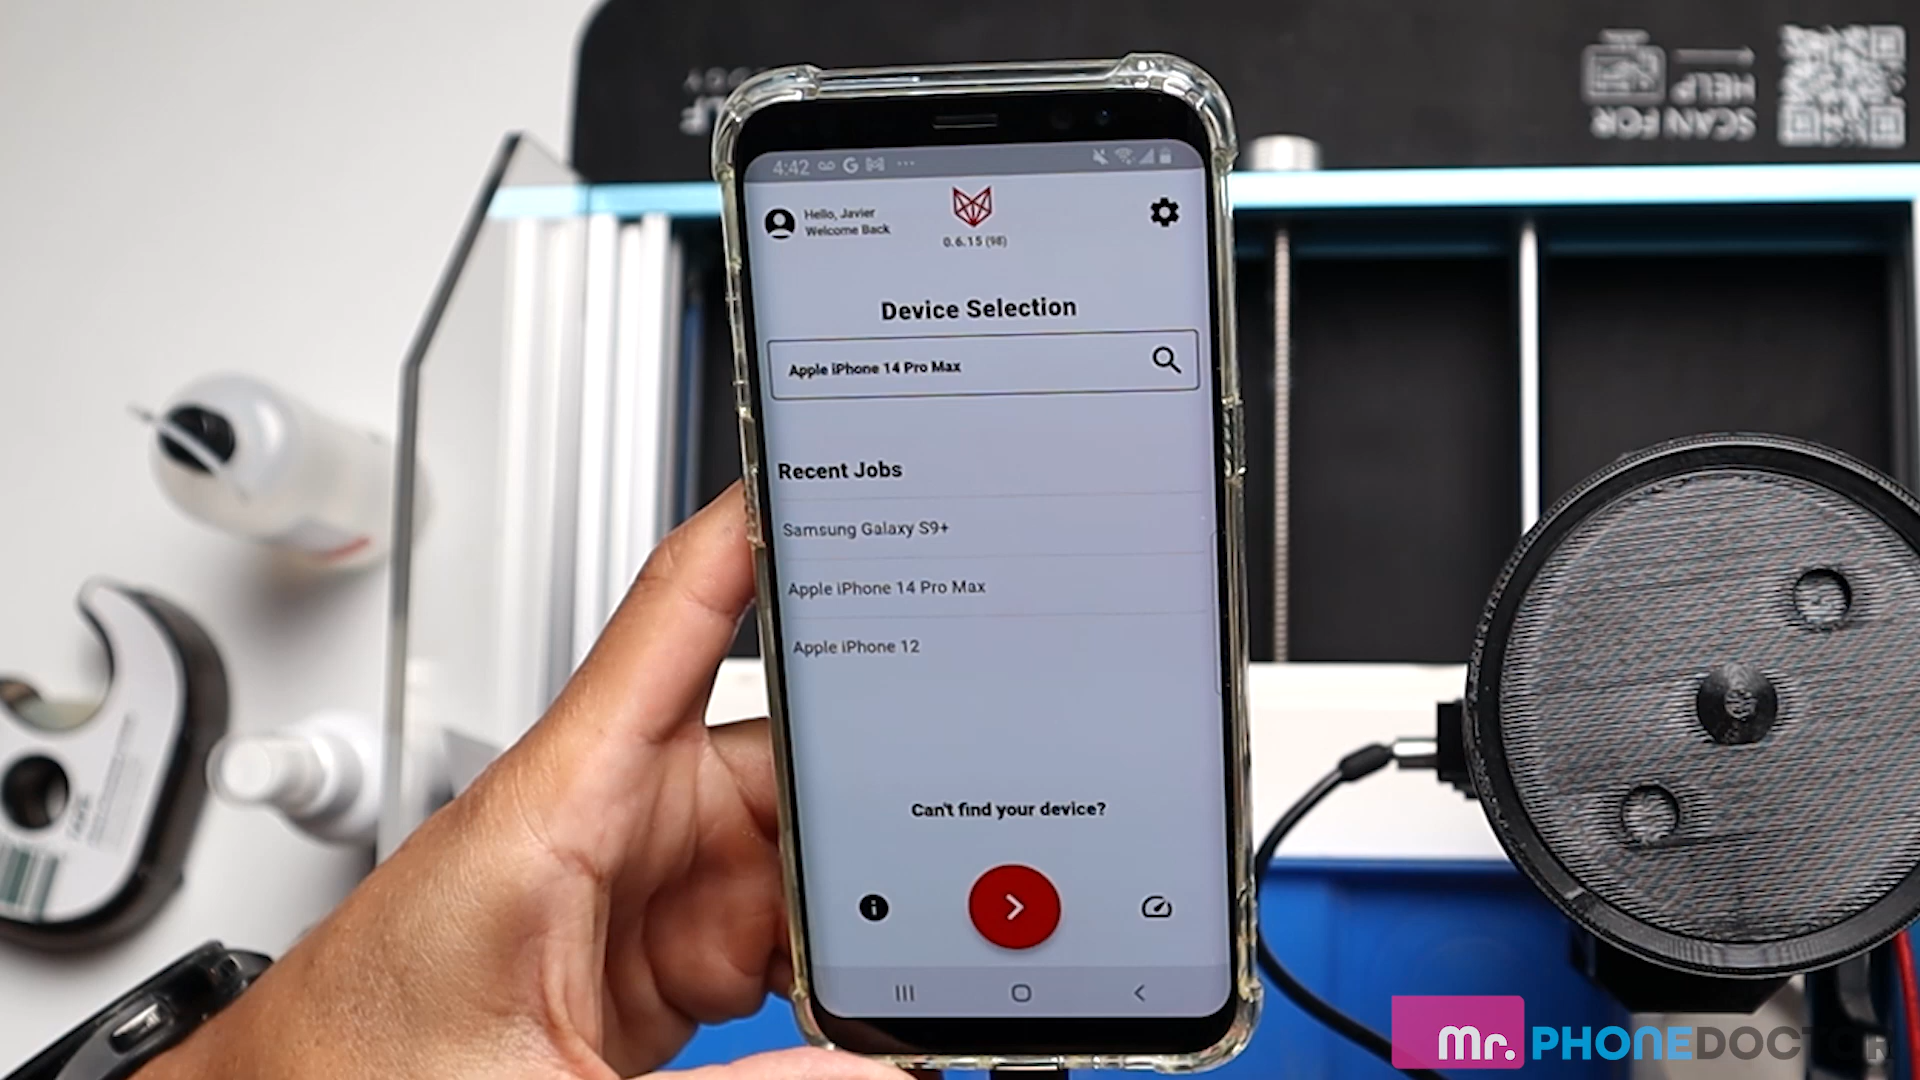 SCAN FOR
HELP
4:42
Hello, Javier
Welcome Back
0.6.15 (98)
Device Selection
Apple iPhone 14 Pro Max
Recent Jobs
Samsung Galaxy S9+
Apple iPhone 14 Pro Max
Apple iPhone 12
Can't find your device?
mr. PHONEDOCTOR